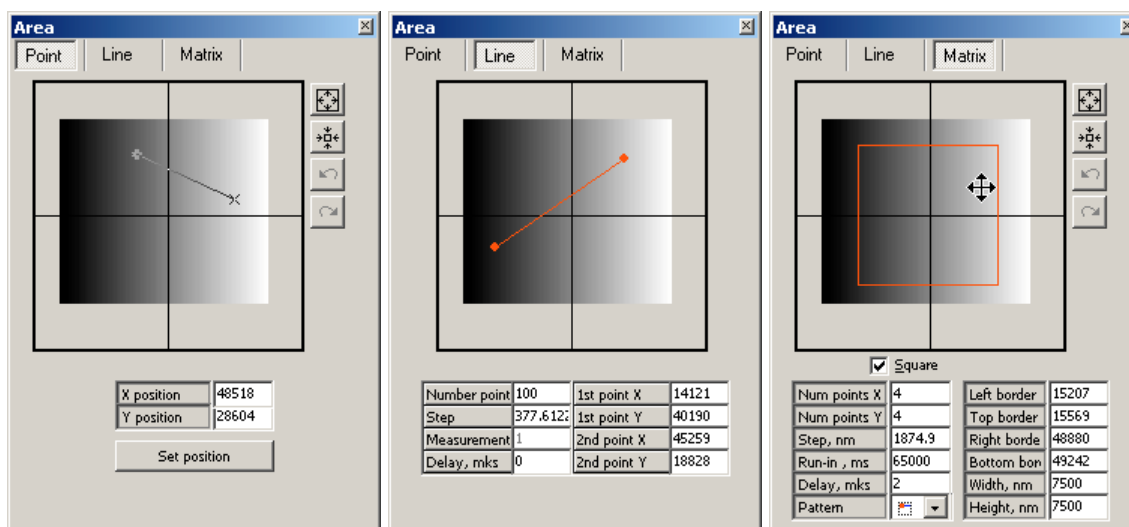 Area
Point Line Matrix
X position 48518
Y position 28604
Set position
Area
Point Line Matrix
Number point 100 1st point X 14121
Step 377.6122 1st point Y 40190
Measurement 1 2nd point X 45259
Delay, mks 0 2nd point Y 18828
Area
Point Line Matrix
Square
Num points X 4 Left border 15207
Num points Y 4 Top border 15569
Step, nm 1874.9 Right borde 48880
Run-in , ms 65000 Bottom bor 49242
Delay, mks 2 Width, nm 7500
Pattern Height, nm 7500